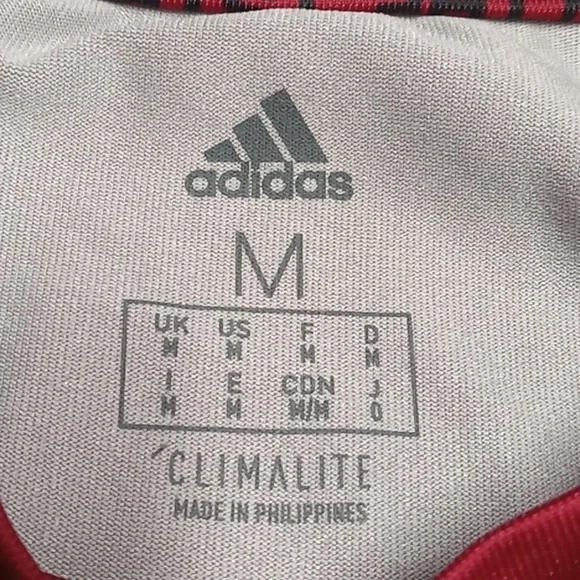 adidas
M
UK US F D
M M M M
I E CDN J
M M M/M O
CLIMALITE
MADE IN PHILIPPINES